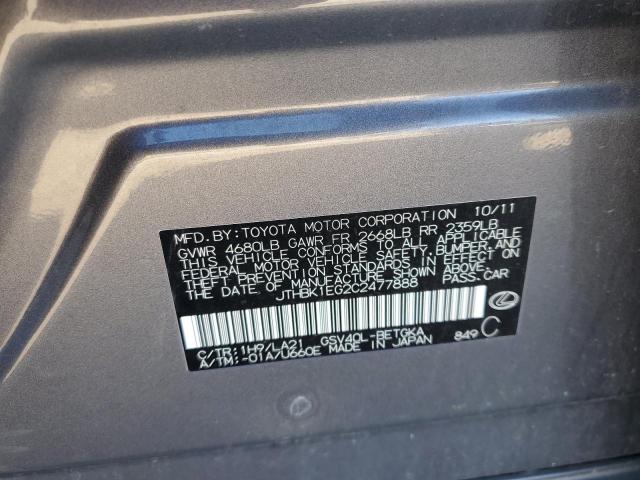 MFD.BY:TOYOTA MOTOR CORPORATION 10/11
GVWR 4680LB GAWR FR 2668LB RR 2359LB
THIS VEHICLE CONFORMS TO ALL APPLICABLE
FEDERAL MOTOR VEHICLE SAFETY,BUMPER,AND
THEFT PREVENTION STANDARDS IN EFFECT ON
THE DATE OF MANUFACTURE SHOWN ABOVE.
JTHBK1EG2C2477888 PASS-CAR
C/TR:1H9/LA21 GSV40L-BETGKA 849 C
A/TM:-01A/U660E MADE IN JAPAN